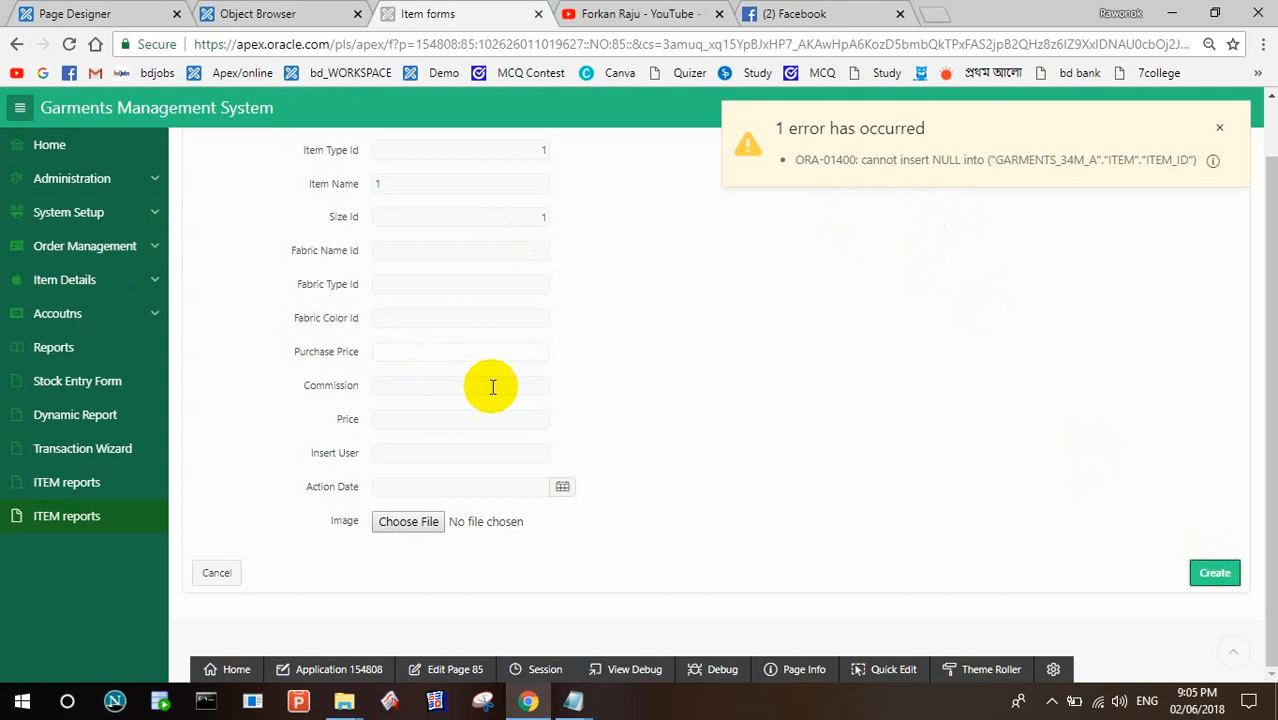 Page Designer
Object Browser
Item forms
Forkan Raju - YouTube -
(2) Facebook
Rawonok
Secure
https://apex.oracle.com/pls/apex/f?p=154808:85:102626011019627::NO:85::&cs=3amuq_xq15YpBJxHP7_AKAwHpA6KozD5bmbQkTPxFAS2jpB2QHz8z6IZ9XxIDNAU0cbOj2J...
bdjobs
Apex/online
bd_WORKSPACE
Demo
MCQ Contest
Canva
Quizer
Study
MCQ
Study
প্রথম আলো
bd bank
7college
»
Garments Management System
1 error has occurred
ORA-01400: cannot insert NULL into ("GARMENTS_34M_A"."ITEM"."ITEM_ID")
Home
Administration
System Setup
Order Management
Item Details
Accoutns
Reports
Stock Entry Form
Dynamic Report
Transaction Wizard
ITEM reports
ITEM reports
Item Type Id 1
Item Name 1
Size Id 1
Fabric Name Id
Fabric Type Id
Fabric Color Id
Purchase Price
Commission
Price
Insert User
Action Date
Image Choose File No file chosen
Cancel
Create
Home
Application 154808
Edit Page 85
Session
View Debug
Debug
Page Info
Quick Edit
Theme Roller
ENG
9:05 PM
02/06/2018